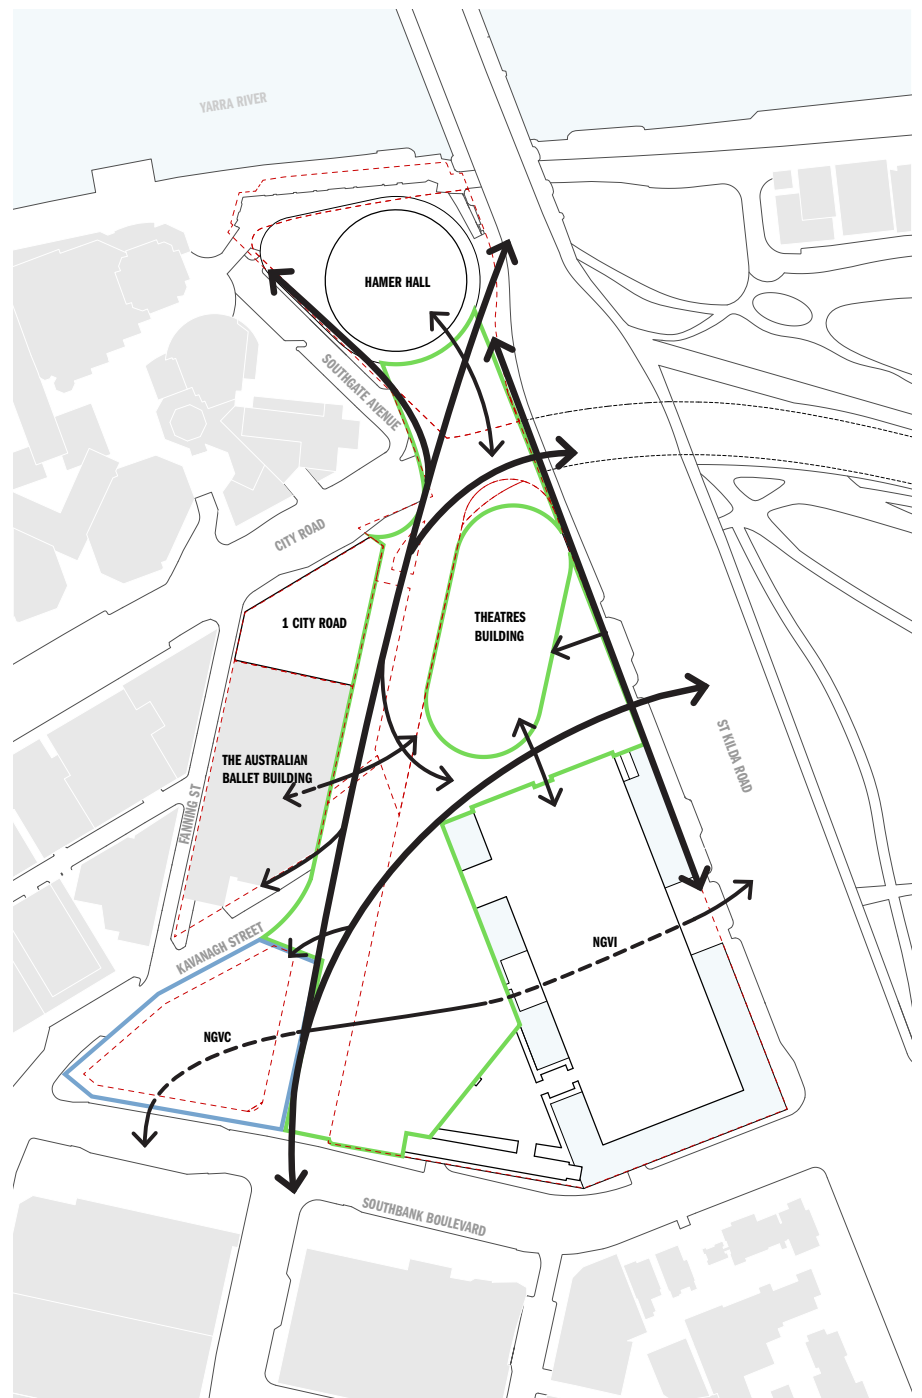 YARRA RIVER
HAMER HALL
SOUTHGATE AVENUE
CITY ROAD
1 CITY ROAD
THEATRES
BUILDING
THE AUSTRALIAN
BALLET BUILDING
ST KILDA ROAD
FANNING ST
KAVANAGH STREET
NGVI
NGVC
SOUTHBANK BOULEVARD